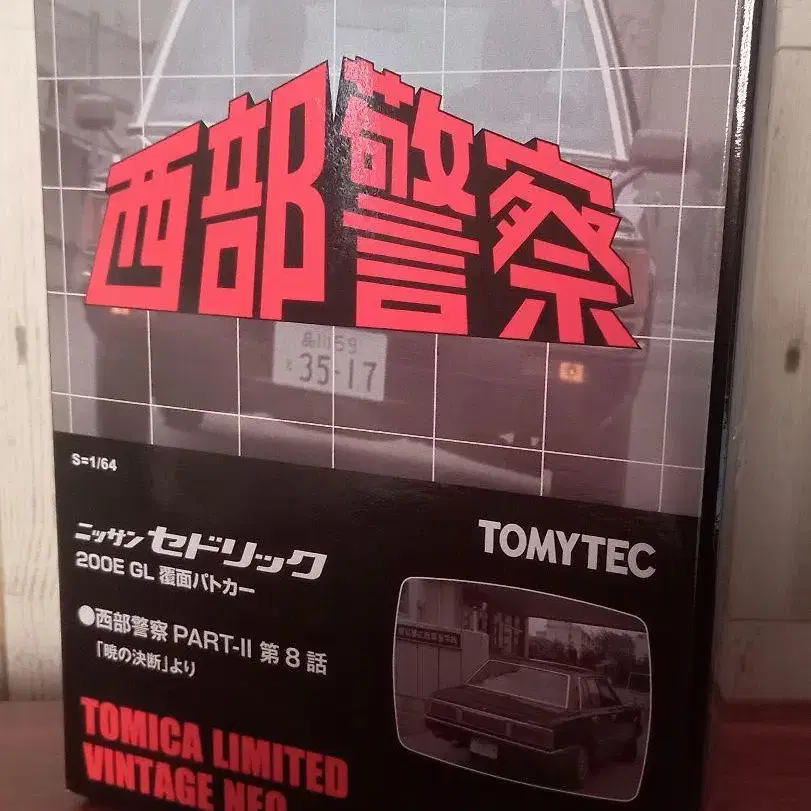 西部警察
品川59
35-17
S=1/64
ニッサン セドリック
200E GL 覆面パトカー
TOMYTEC
●西部警察 PART-II 第8話
「暁の決断」より
TOMICA LIMITED
VINTAGE NEO